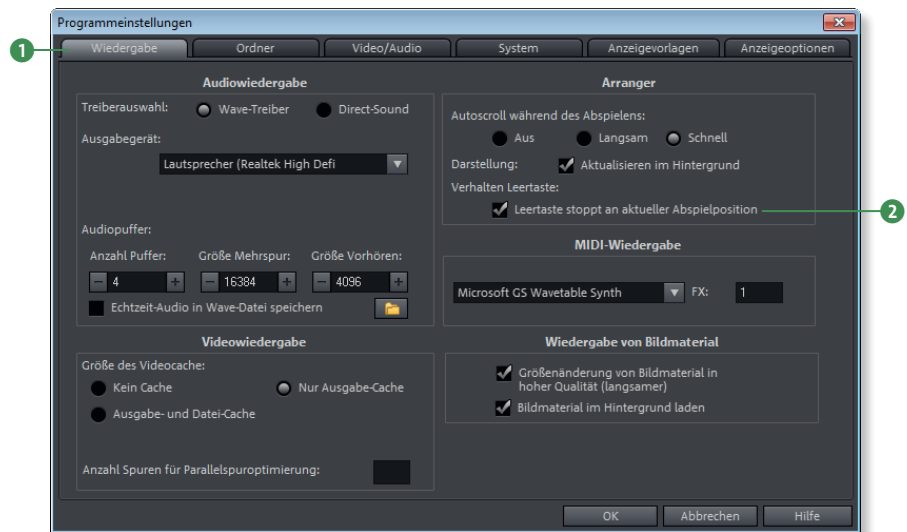 Programmeinstellungen
1
Wiedergabe Ordner Video/Audio System Anzeigevorlagen Anzeigeoptionen
Audiowiedergabe
Treiberauswahl: Wave-Treiber Direct-Sound
Ausgabegerät:
Lautsprecher (Realtek High Defi
Audiopuffer:
Anzahl Puffer: Größe Mehrspur: Größe Vorhören:
− 4 + − 16384 + − 4096 +
Echtzeit-Audio in Wave-Datei speichern
Videowiedergabe
Größe des Videocache:
Kein Cache Nur Ausgabe-Cache
Ausgabe- und Datei-Cache
Anzahl Spuren für Parallelspuroptimierung:
Arranger
Autoscroll während des Abspielens:
Aus Langsam Schnell
Darstellung: Aktualisieren im Hintergrund
Verhalten Leertaste:
Leertaste stoppt an aktueller Abspielposition
2
MIDI-Wiedergabe
Microsoft GS Wavetable Synth FX: 1
Wiedergabe von Bildmaterial
Größenänderung von Bildmaterial in
hoher Qualität (langsamer)
Bildmaterial im Hintergrund laden
OK Abbrechen Hilfe